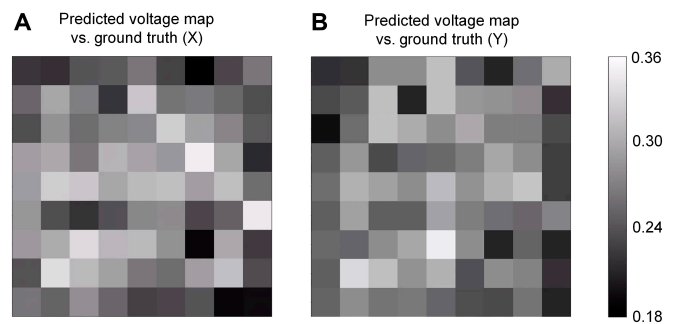 A
Predicted voltage map
vs. ground truth (X)
B
Predicted voltage map
vs. ground truth (Y)
0.36
0.30
0.24
0.18